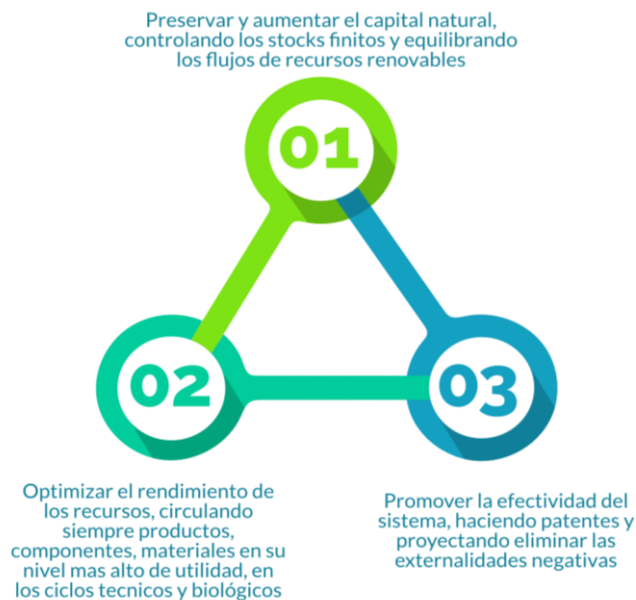 Preservar y aumentar el capital natural,
controlando los stocks finitos y equilibrando
los flujos de recursos renovables
01
02
03
Optimizar el rendimiento de
los recursos, circulando
siempre productos,
componentes, materiales en su
nivel mas alto de utilidad, en
los ciclos tecnicos y biológicos
Promover la efectividad del
sistema, haciendo patentes y
proyectando eliminar las
externalidades negativas